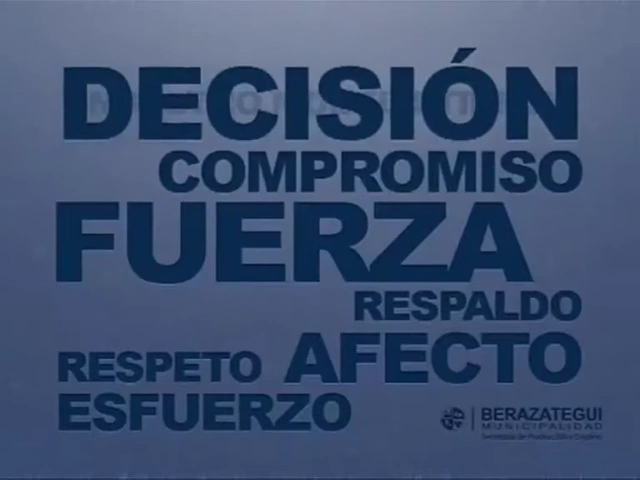 DECISIÓN
COMPROMISO
FUERZA
RESPALDO
RESPETO AFECTO
ESFUERZO
BERAZATEGUI
MUNICIPALIDAD